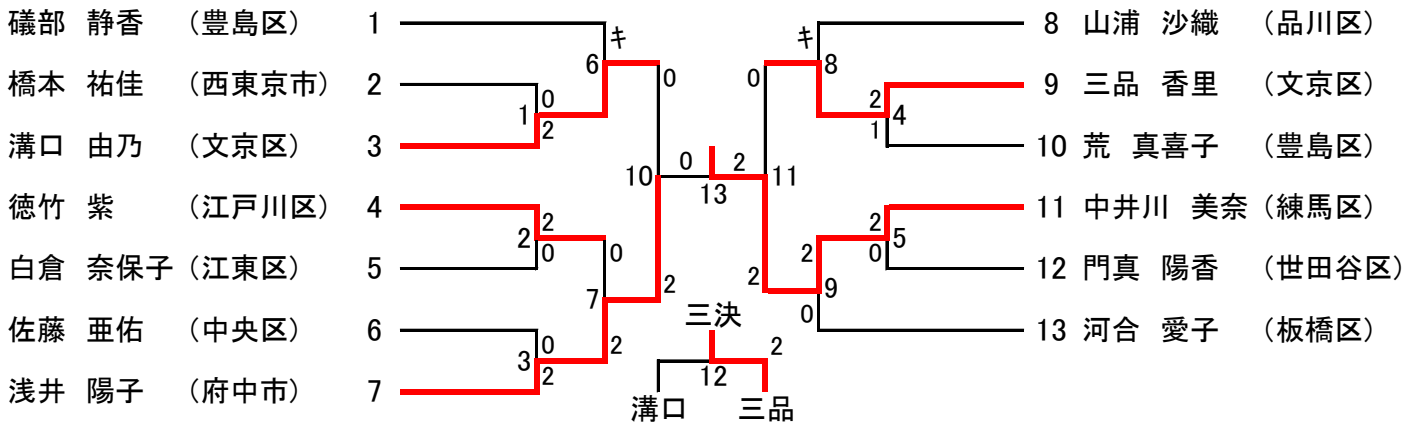 礒部 静香 （豊島区） 1
橋本 祐佳 （西東京市） 2
溝口 由乃 （文京区） 3
徳竹 紫 （江戸川区） 4
白倉 奈保子 （江東区） 5
佐藤 亜佑 （中央区） 6
浅井 陽子 （府中市） 7
キ
6
0
0
1
2
10
2
2
0
0
7
2
0
3
2
2
0
13
2
三決
12
2
溝口
三品
キ
0
8
2
4
1
11
2
5
0
2
2
9
0
8 山浦 沙織 （品川区）
9 三品 香里 （文京区）
10 荒 真喜子 （豊島区）
11 中井川 美奈 （練馬区）
12 門真 陽香 （世田谷区）
13 河合 愛子 （板橋区）